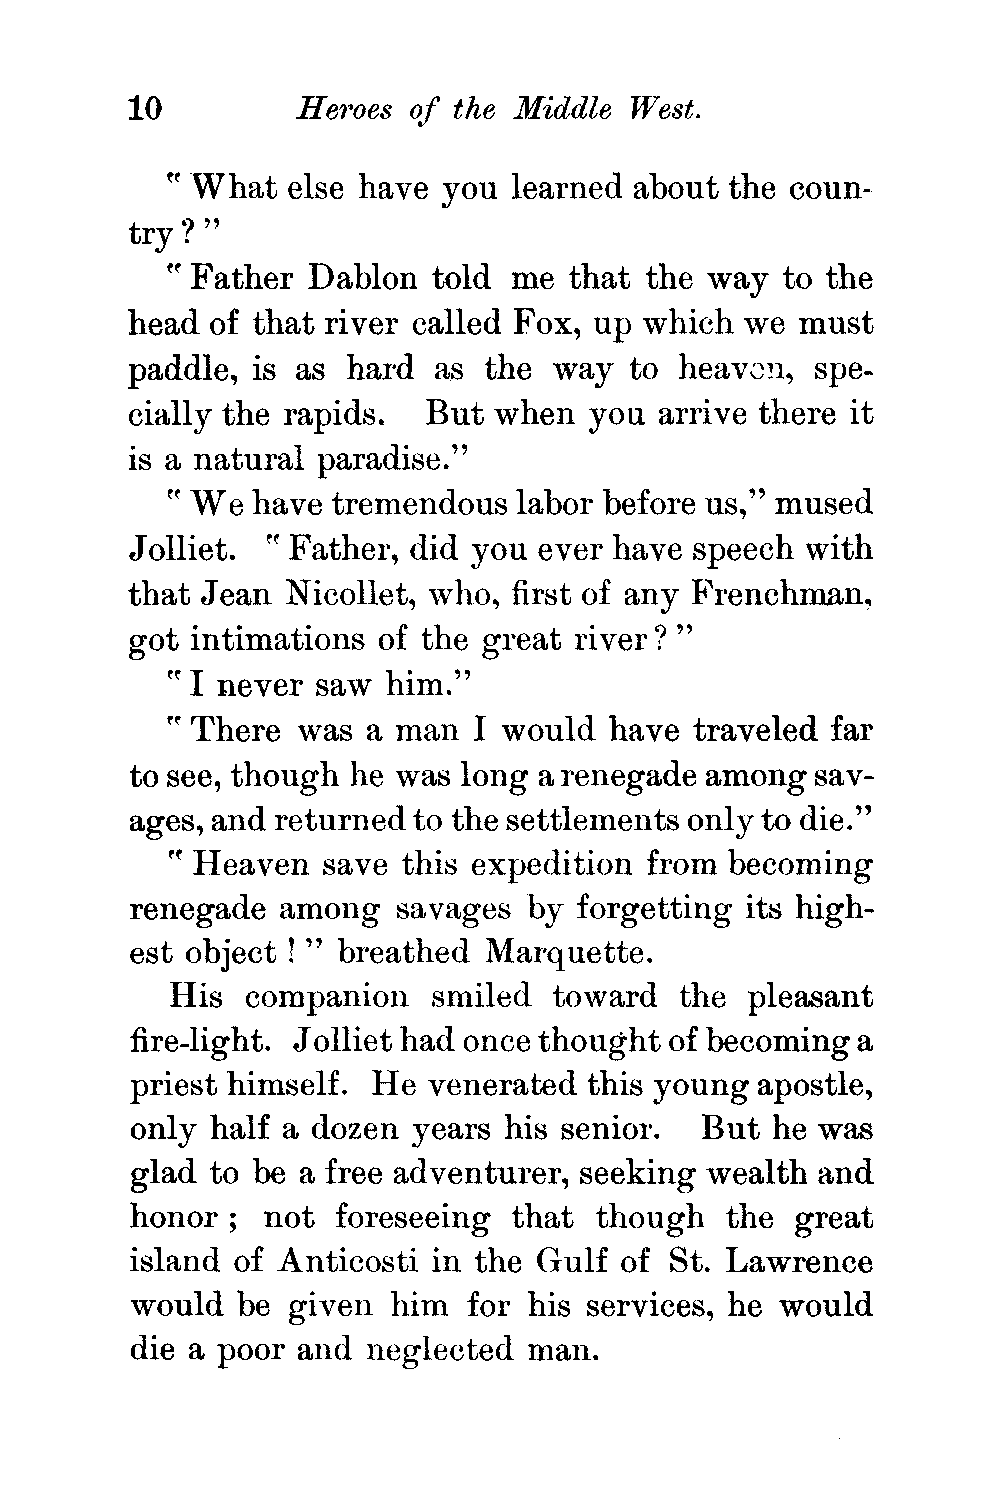 10 Heroes of the Middle West.
" What else have you learned about the coun-
try ? "
" Father Dablon told me that the way to the
head of that river called Fox, up which we must
paddle, is as hard as the way to heaven, spe-
cially the rapids. But when you arrive there it
is a natural paradise."
" We have tremendous labor before us," mused
Jolliet. " Father, did you ever have speech with
that Jean Nicollet, who, first of any Frenchman,
got intimations of the great river ? "
" I never saw him."
" There was a man I would have traveled far
to see, though he was long a renegade among sav-
ages, and returned to the settlements only to die."
" Heaven save this expedition from becoming
renegade among savages by forgetting its high-
est object ! " breathed Marquette.
His companion smiled toward the pleasant
fire-light. Jolliet had once thought of becoming a
priest himself. He venerated this young apostle,
only half a dozen years his senior. But he was
glad to be a free adventurer, seeking wealth and
honor ; not foreseeing that though the great
island of Anticosti in the Gulf of St. Lawrence
would be given him for his services, he would
die a poor and neglected man.